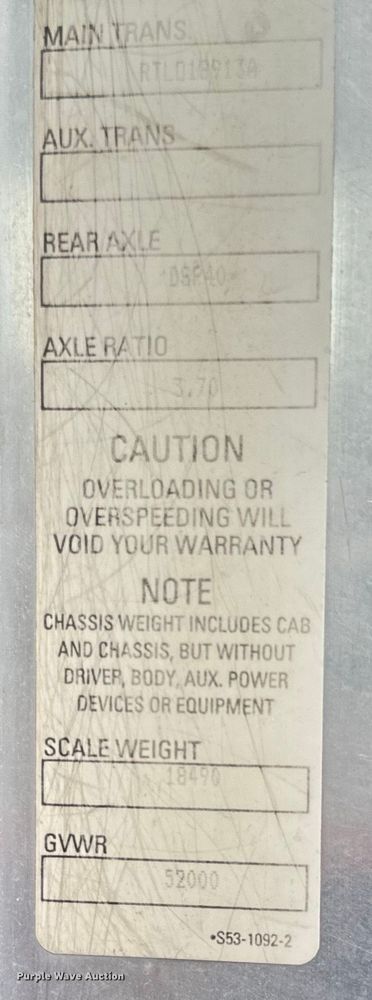 MAIN TRANS
RTLO18913A
AUX. TRANS
REAR AXLE
DSP40
AXLE RATIO
3.70
CAUTION
OVERLOADING OR
OVERSPEEDING WILL
VOID YOUR WARRANTY
NOTE
CHASSIS WEIGHT INCLUDES CAB
AND CHASSIS, BUT WITHOUT
DRIVER, BODY, AUX. POWER
DEVICES OR EQUIPMENT
SCALE WEIGHT
18490
GVWR
52000
•S53-1092-2
Purple Wave Auction